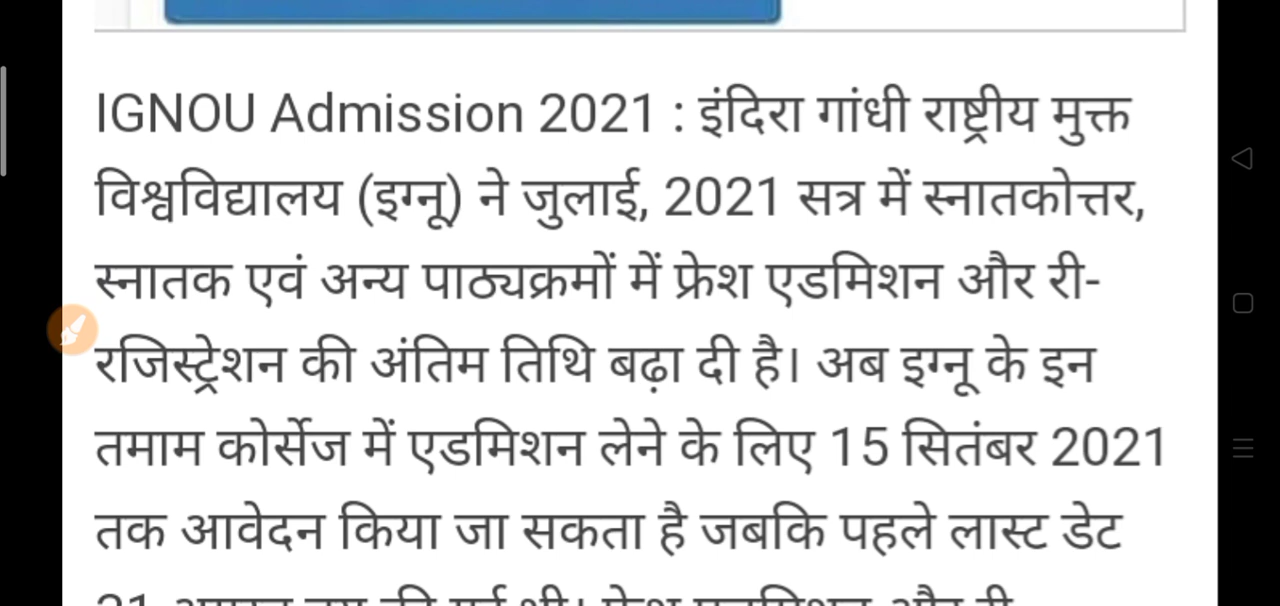 IGNOU Admission 2021 : इंदिरा गांधी राष्ट्रीय मुक्त
विश्वविद्यालय (इग्नू) ने जुलाई, 2021 सत्र में स्नातकोत्तर,
स्नातक एवं अन्य पाठ्यक्रमों में फ्रेश एडमिशन और री-
रजिस्ट्रेशन की अंतिम तिथि बढ़ा दी है। अब इग्नू के इन
तमाम कोर्सेज में एडमिशन लेने के लिए 15 सितंबर 2021
तक आवेदन किया जा सकता है जबकि पहले लास्ट डेट